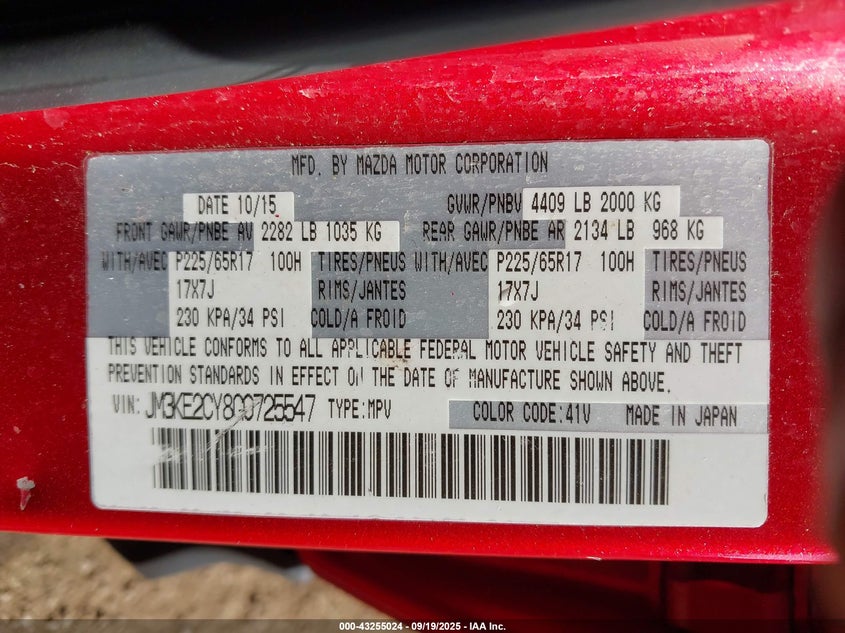 MFD. BY MAZDA MOTOR CORPORATION
DATE 10/15 GVWR/PNBV 4409 LB 2000 KG
FRONT GAWR/PNBE AV 2282 LB 1035 KG REAR GAWR/PNBE AR 2134 LB 968 KG
WITH/AVEC P225/65R17 100H TIRES/PNEUS WITH/AVEC P225/65R17 100H TIRES/PNEUS
17X7J RIMS/JANTES 17X7J RIMS/JANTES
230 KPA/34 PSI COLD/A FROID 230 KPA/34 PSI COLD/A FROID
THIS VEHICLE CONFORMS TO ALL APPLICABLE FEDERAL MOTOR VEHICLE SAFETY AND THEFT
PREVENTION STANDARDS IN EFFECT ON THE DATE OF MANUFACTURE SHOWN ABOVE.
VIN: JM3KE2CY8G0725547 TYPE:MPV COLOR CODE:41V MADE IN JAPAN
000-43255024 - 09/19/2025 - IAA Inc.